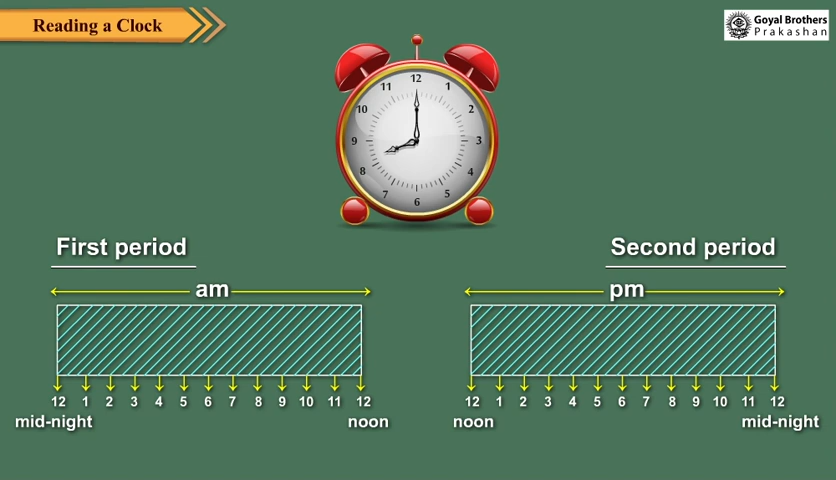 Reading a Clock
Goyal Brothers
Prakashan
12
11 1
10 2
9 3
8 4
7 5
6
First period
Second period
am
pm
12 1 2 3 4 5 6 7 8 9 10 11 12
mid-night noon
12 1 2 3 4 5 6 7 8 9 10 11 12
noon mid-night